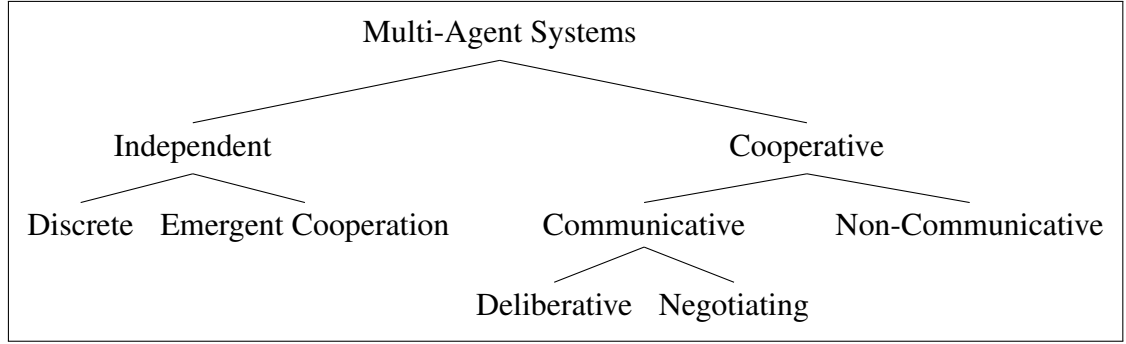 Multi-Agent Systems
Independent Cooperative
Discrete Emergent Cooperation Communicative Non-Communicative
Deliberative Negotiating